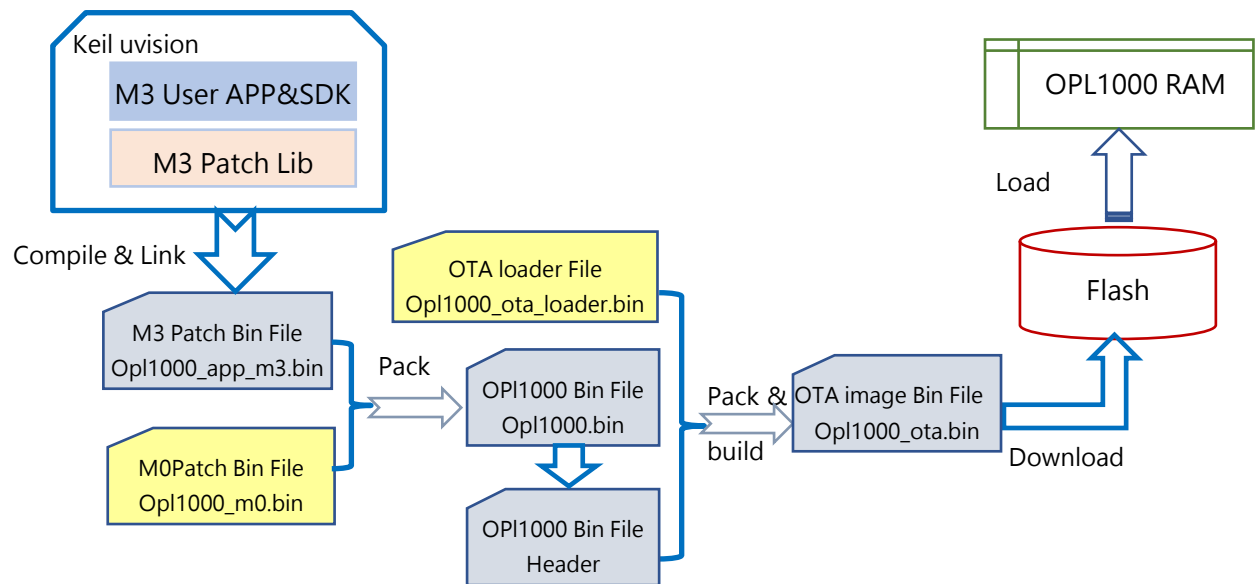 Keil uvision
M3 User APP&SDK
M3 Patch Lib
Compile & Link
M3 Patch Bin File
Opl1000_app_m3.bin
M0Patch Bin File
Opl1000_m0.bin
Pack
OTA loader File
Opl1000_ota_loader.bin
OPl1000 Bin File
Opl1000.bin
OPl1000 Bin File
Header
Pack &
build
OTA image Bin File
Opl1000_ota.bin
Download
Flash
Load
OPL1000 RAM